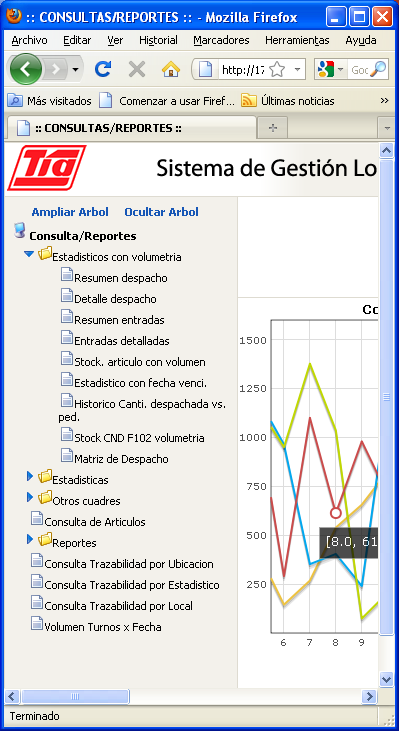 :: CONSULTAS/REPORTES :: - Mozilla Firefox
Archivo Editar Ver Historial Marcadores Herramientas Ayuda
http://17 Goo
Más visitados Comenzar a usar Firef... Últimas noticias »
:: CONSULTAS/REPORTES ::
Tía Sistema de Gestión Lo
Ampliar Arbol Ocultar Arbol
Consulta/Reportes
Estadisticos con volumetria
Resumen despacho
Detalle despacho
Resumen entradas
Entradas detalladas
Stock. articulo con volumen
Estadistico con fecha venci.
Historico Canti. despachada vs.
ped.
Stock CND F102 volumetria
Matriz de Despacho
Estadisticas
Otros cuadres
Consulta de Articulos
Reportes
Consulta Trazabilidad por Ubicacion
Consulta Trazabilidad por Estadistico
Consulta Trazabilidad por Local
Volumen Turnos x Fecha
Co
1500
1250
1000
750
500
250
[8.0, 61
6 7 8 9
Terminado